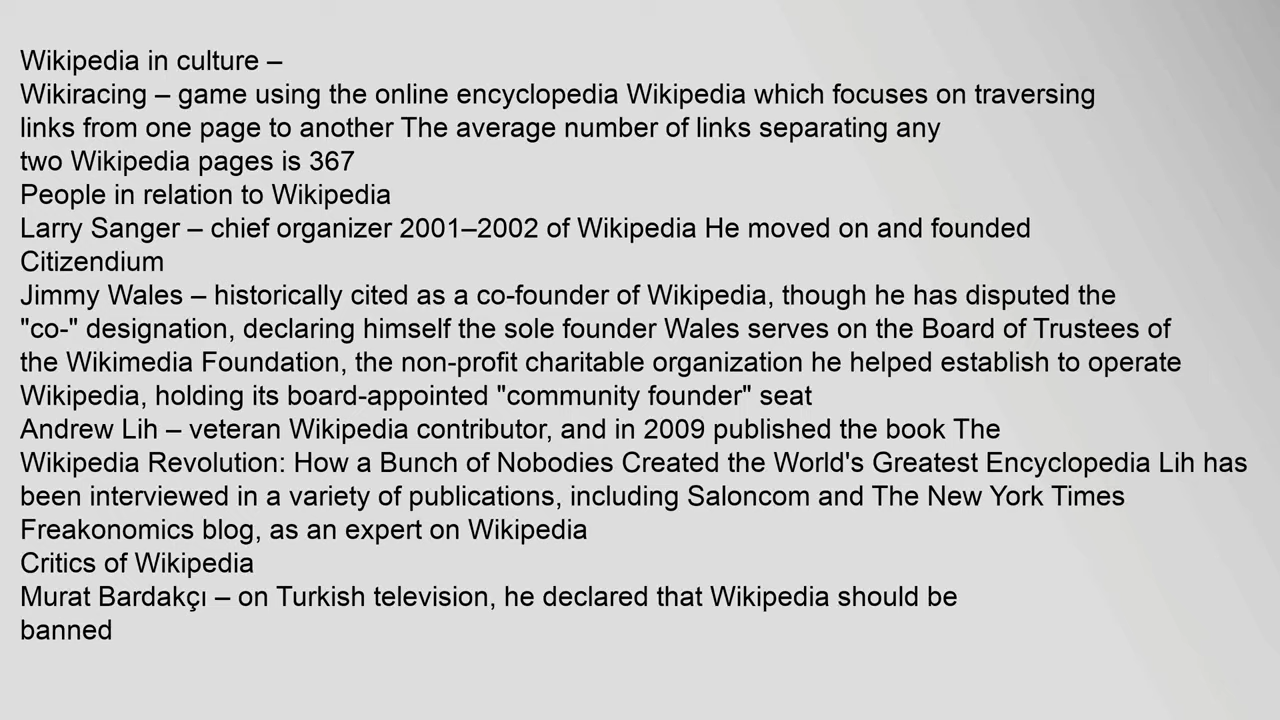 Wikipedia in culture –
Wikiracing – game using the online encyclopedia Wikipedia which focuses on traversing
links from one page to another The average number of links separating any
two Wikipedia pages is 367
People in relation to Wikipedia
Larry Sanger – chief organizer 2001–2002 of Wikipedia He moved on and founded
Citizendium
Jimmy Wales – historically cited as a co-founder of Wikipedia, though he has disputed the
"co-" designation, declaring himself the sole founder Wales serves on the Board of Trustees of
the Wikimedia Foundation, the non-profit charitable organization he helped establish to operate
Wikipedia, holding its board-appointed "community founder" seat
Andrew Lih – veteran Wikipedia contributor, and in 2009 published the book The
Wikipedia Revolution: How a Bunch of Nobodies Created the World's Greatest Encyclopedia Lih has
been interviewed in a variety of publications, including Saloncom and The New York Times
Freakonomics blog, as an expert on Wikipedia
Critics of Wikipedia
Murat Bardakçı – on Turkish television, he declared that Wikipedia should be
banned